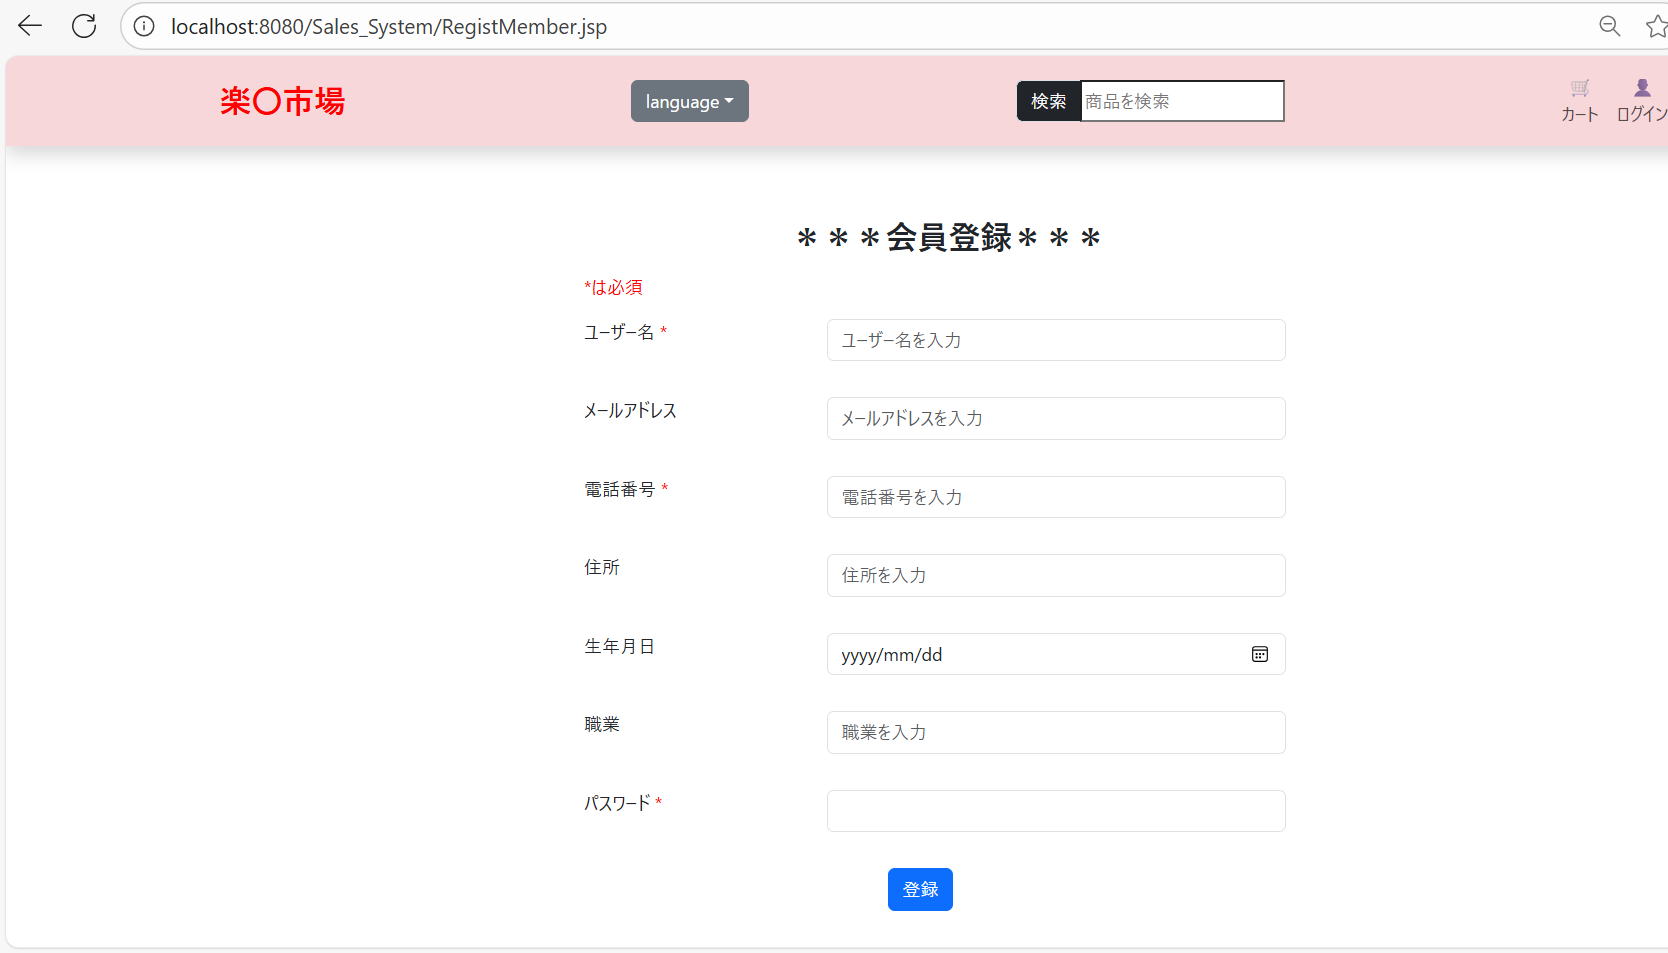 localhost:8080/Sales_System/RegistMember.jsp
楽〇市場
language
検索 商品を検索
カート
ログイン
＊＊＊会員登録＊＊＊
*は必須
ユーザー名 * ユーザー名を入力
メールアドレス メールアドレスを入力
電話番号 * 電話番号を入力
住所 住所を入力
生年月日 yyyy/mm/dd
職業 職業を入力
パスワード *
登録